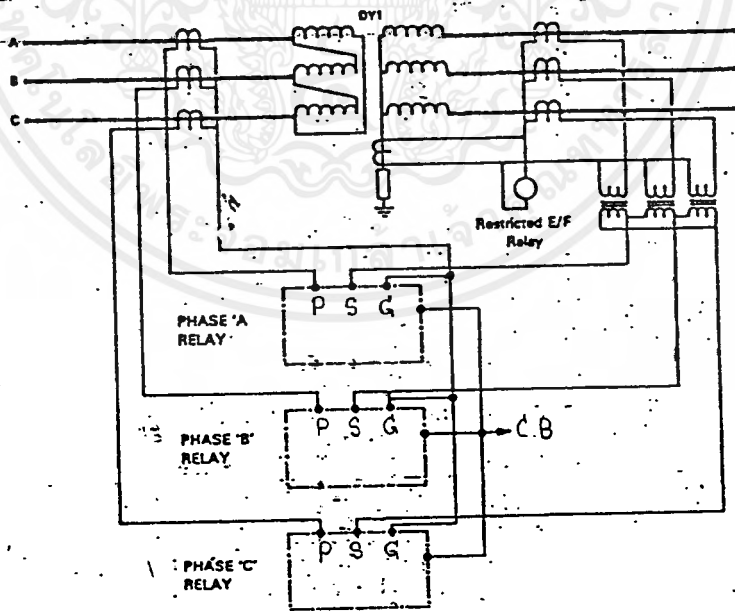 DY1
A
B
C
Restricted E/F
Relay
P S G
PHASE 'A
RELAY
P S G
PHASE 'B'
RELAY
C.B
P S G
PHASE 'C'
RELAY